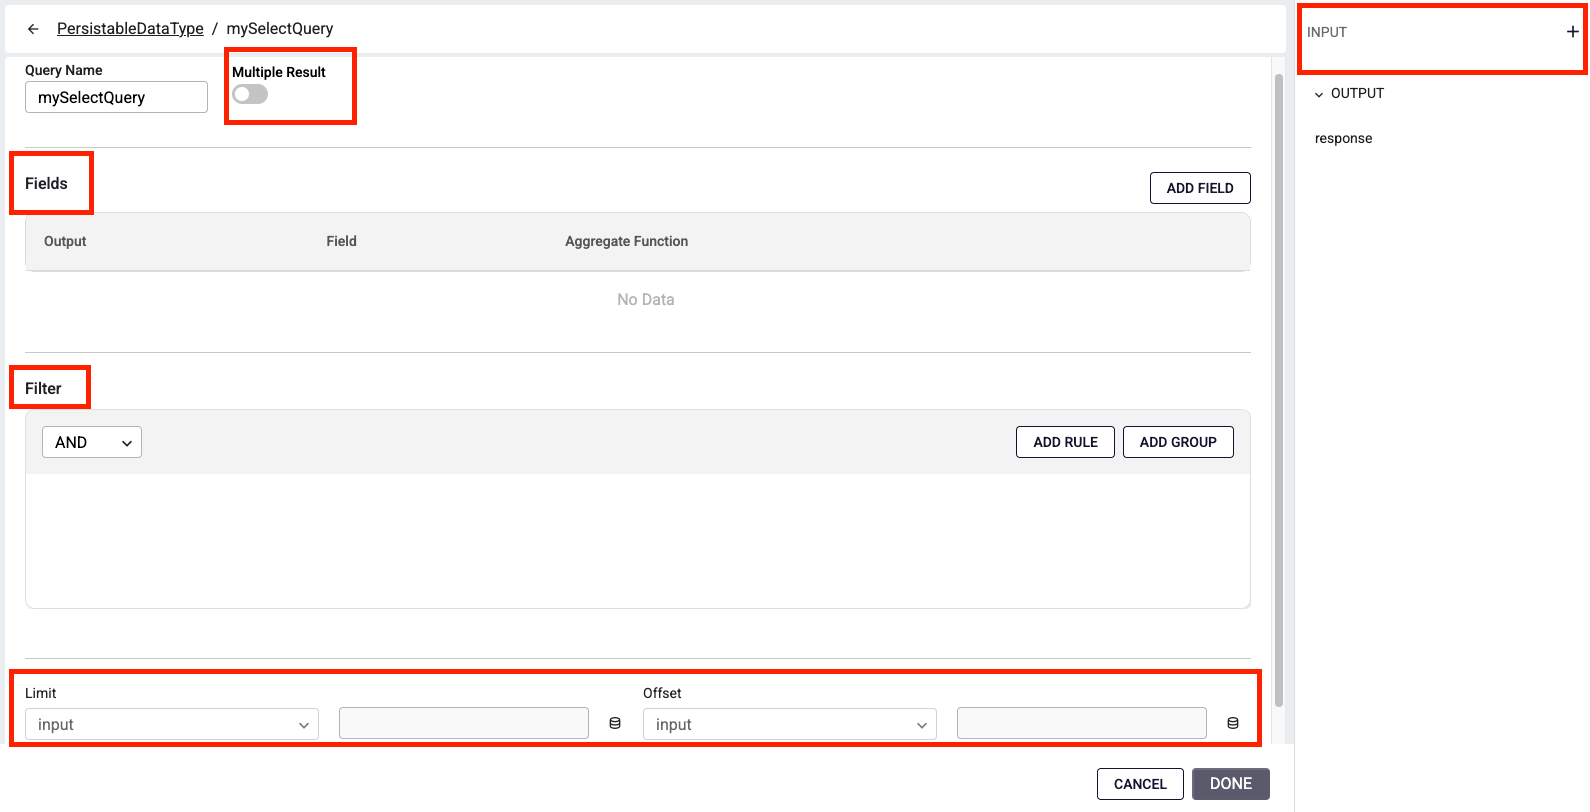 ← PersistableDataType / mySelectQuery
Query Name
mySelectQuery
Multiple Result
Fields
ADD FIELD
Output Field Aggregate Function
No Data
Filter
AND
ADD RULE ADD GROUP
Limit
input
Offset
input
CANCEL DONE
INPUT +
OUTPUT
response